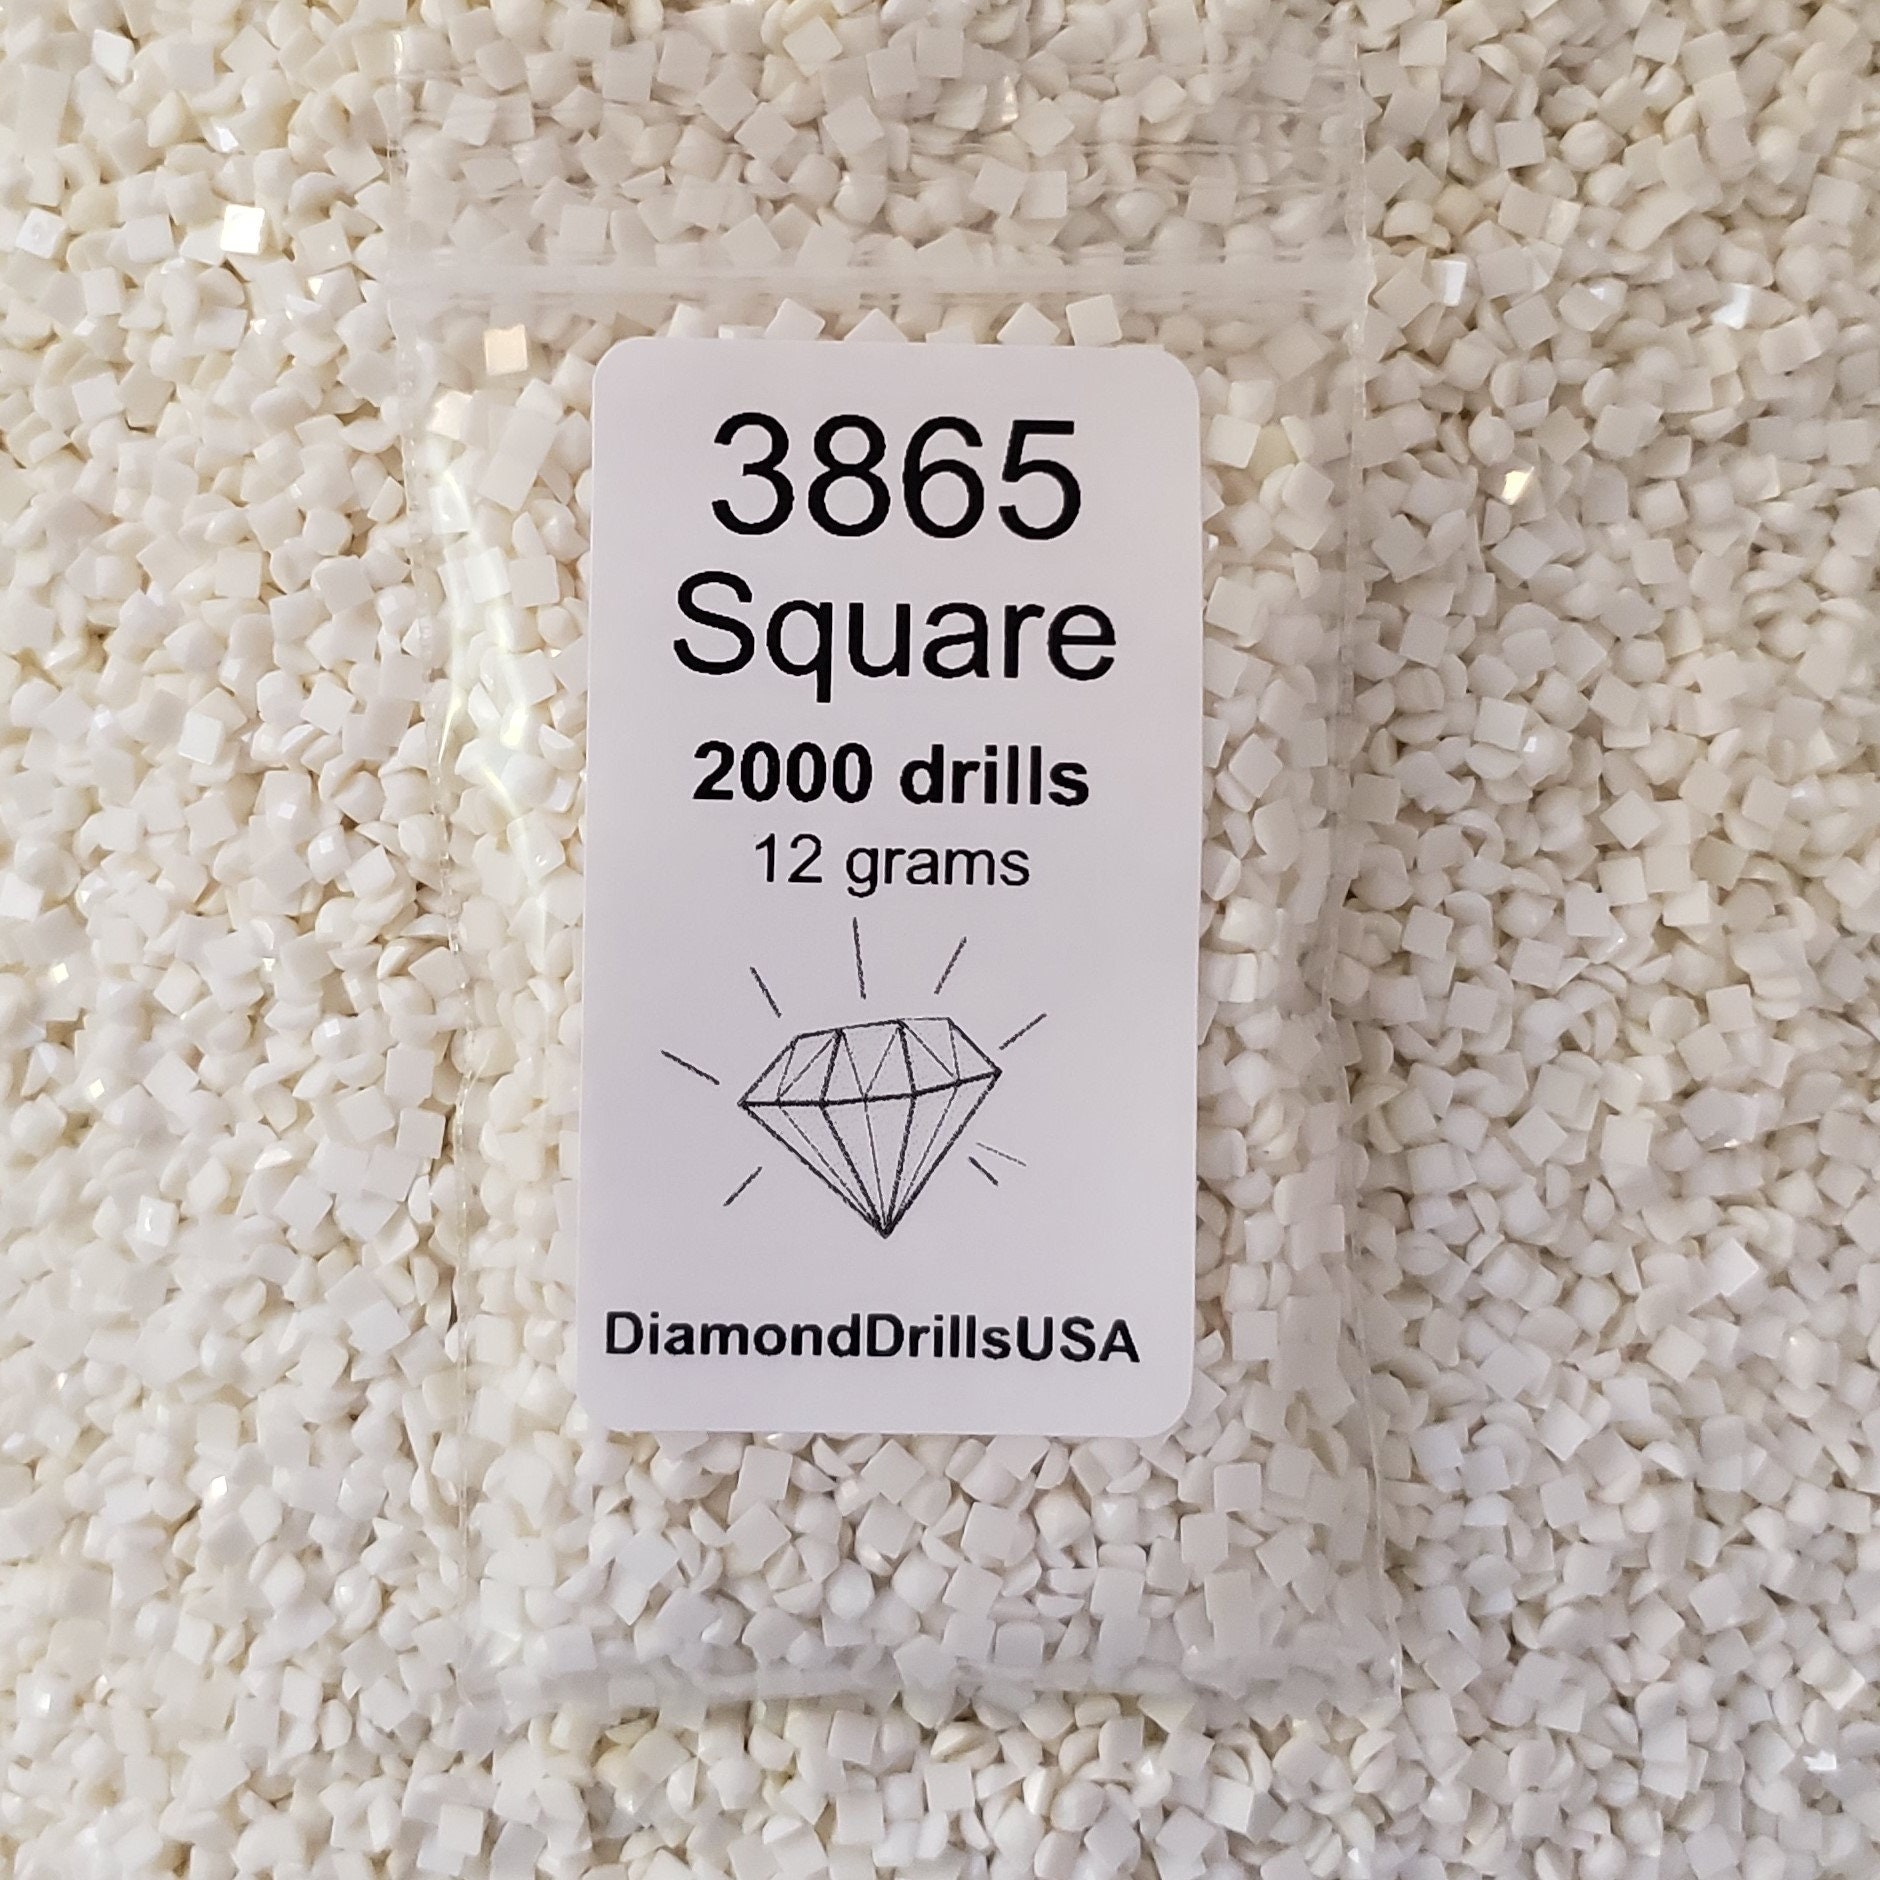 3865
Square
2000 drills
12 grams
DiamondDrillsUSA